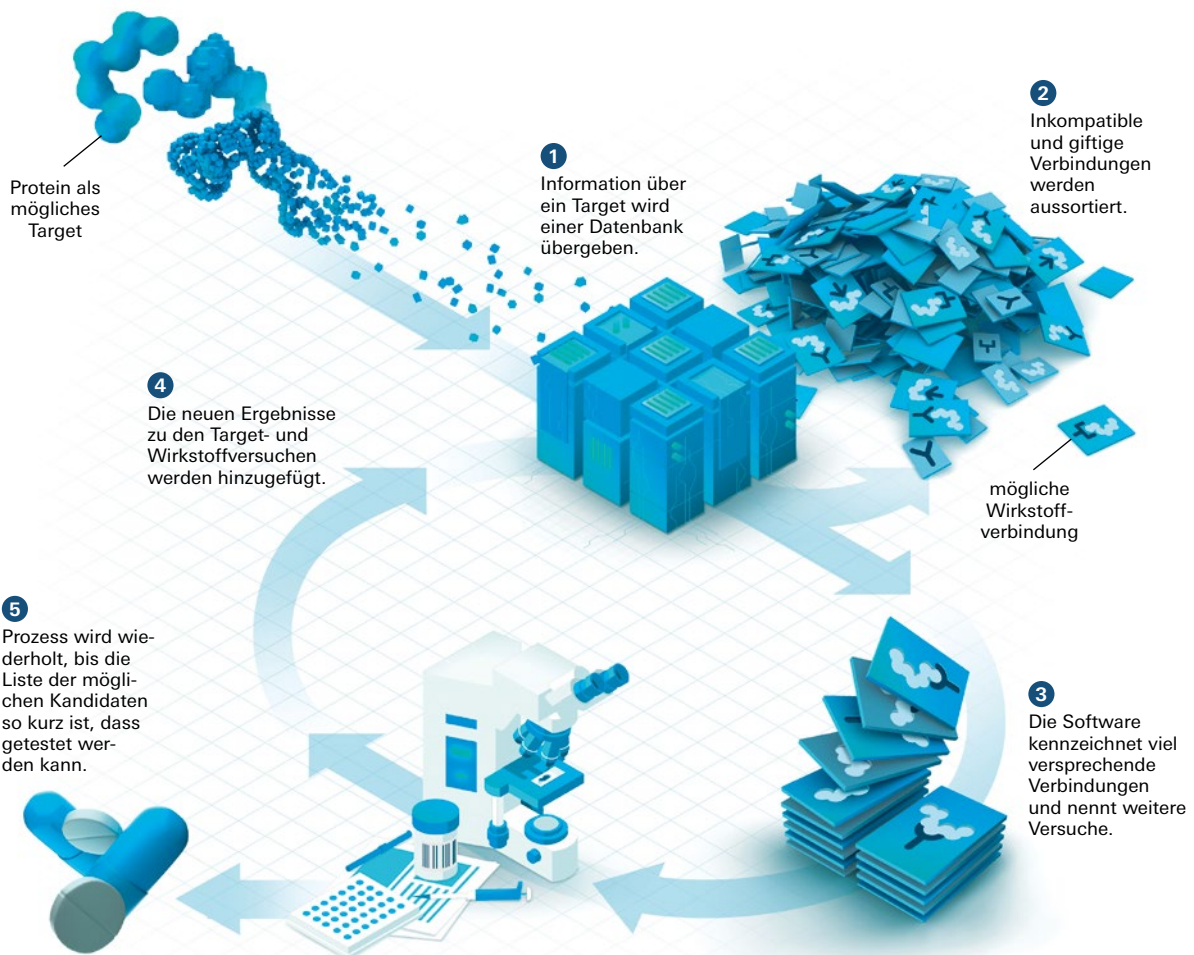 Protein als
mögliches
Target
1
Information über
ein Target wird
einer Datenbank
übergeben.
2
Inkompatible
und giftige
Verbindungen
werden
aussortiert.
mögliche
Wirkstoff-
verbindung
3
Die Software
kennzeichnet viel
versprechende
Verbindungen
und nennt weitere
Versuche.
4
Die neuen Ergebnisse
zu den Target- und
Wirkstoffversuchen
werden hinzugefügt.
5
Prozess wird wie-
derholt, bis die
Liste der mögli-
chen Kandidaten
so kurz ist, dass
getestet wer-
den kann.